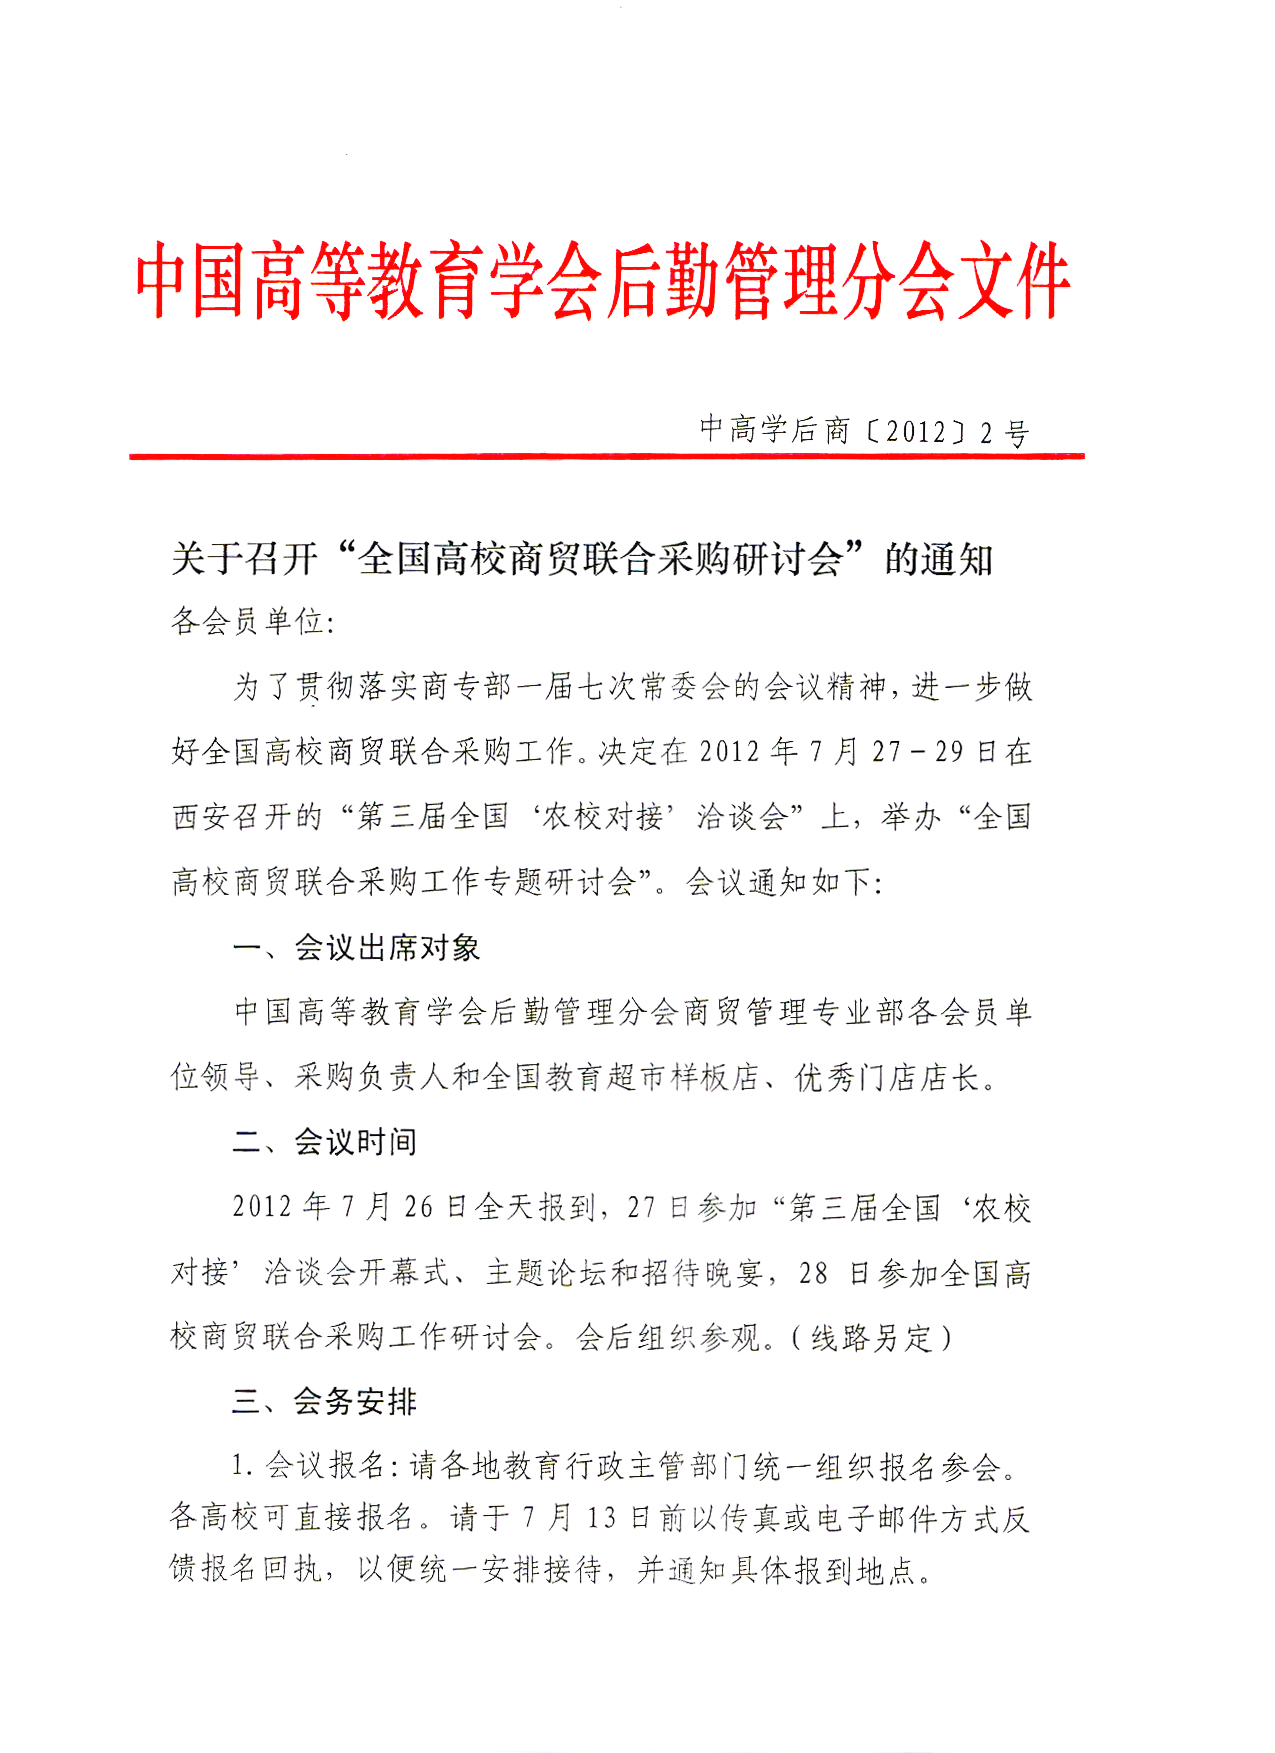 中国高等教育学会后勤管理分会文件
中高学后商〔2012〕2号
关于召开“全国高校商贸联合采购研讨会”的通知
各会员单位:
为了贯彻落实商专部一届七次常委会的会议精神,进一步做
好全国高校商贸联合采购工作。决定在2012年7月27-29日在
西安召开的“第三届全国‘农校对接’洽谈会”上,举办“全国
高校商贸联合采购工作专题研讨会”。会议通知如下:
一、会议出席对象
中国高等教育学会后勤管理分会商贸管理专业部各会员单
位领导、采购负责人和全国教育超市样板店、优秀门店店长。
二、会议时间
2012年7月26日全天报到,27日参加“第三届全国‘农校
对接’洽谈会开幕式、主题论坛和招待晚宴,28日参加全国高
校商贸联合采购工作研讨会。会后组织参观。(线路另定)
三、会务安排
1.会议报名:请各地教育行政主管部门统一组织报名参会。
各高校可直接报名。请于7月13日前以传真或电子邮件方式反
馈报名回执,以便统一安排接待,并通知具体报到地点。